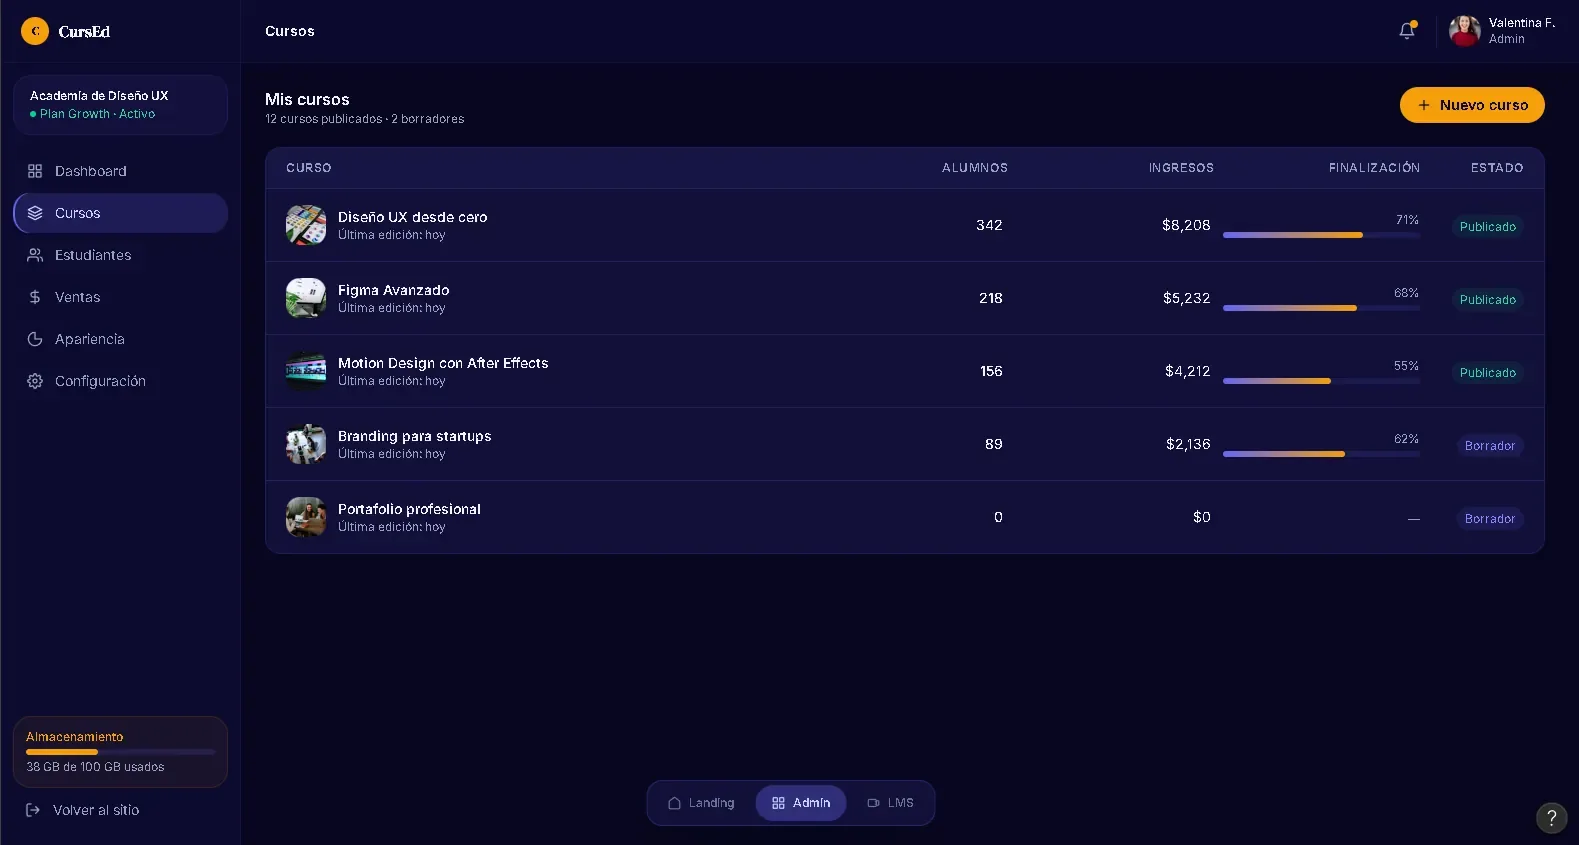 C CursEd
Cursos
Valentina F.
Admin
Academia de Diseño UX
Plan Growth · Activo
Dashboard
Cursos
Estudiantes
Ventas
Apariencia
Configuración
Mis cursos
12 cursos publicados · 2 borradores
+ Nuevo curso
CURSO ALUMNOS INGRESOS FINALIZACIÓN ESTADO
Diseño UX desde cero
Última edición: hoy
342 $8,208 71% Publicado
Figma Avanzado
Última edición: hoy
218 $5,232 68% Publicado
Motion Design con After Effects
Última edición: hoy
156 $4,212 55% Publicado
Branding para startups
Última edición: hoy
89 $2,136 62% Borrador
Portafolio profesional
Última edición: hoy
0 $0 — Borrador
Almacenamiento
38 GB de 100 GB usados
Volver al sitio
Landing Admin LMS
?